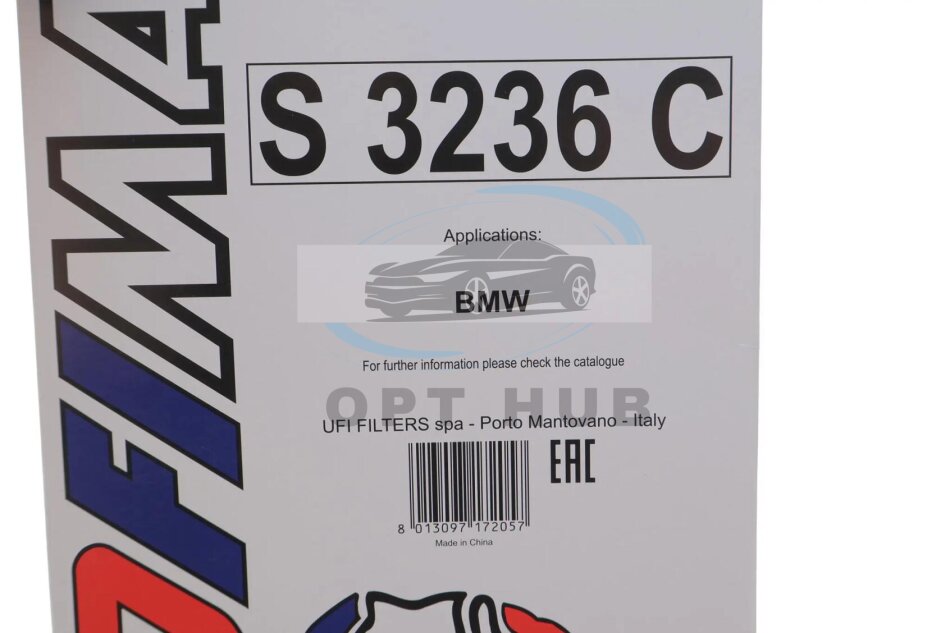 OFIMA
S 3236 C
Applications:
BMW
For further information please check the catalogue
OPT HUB
UFI FILTERS spa - Porto Mantovano - Italy
EAC
8 013097 172057
Made in China